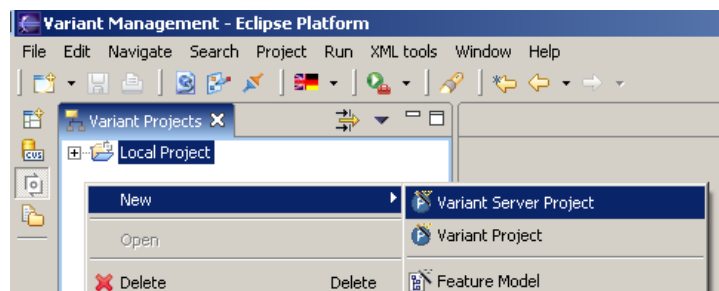 Variant Management - Eclipse Platform
File Edit Navigate Search Project Run XML tools Window Help
Variant Projects
CVS
Local Project
New
Variant Server Project
Open
Variant Project
Delete Delete
Feature Model